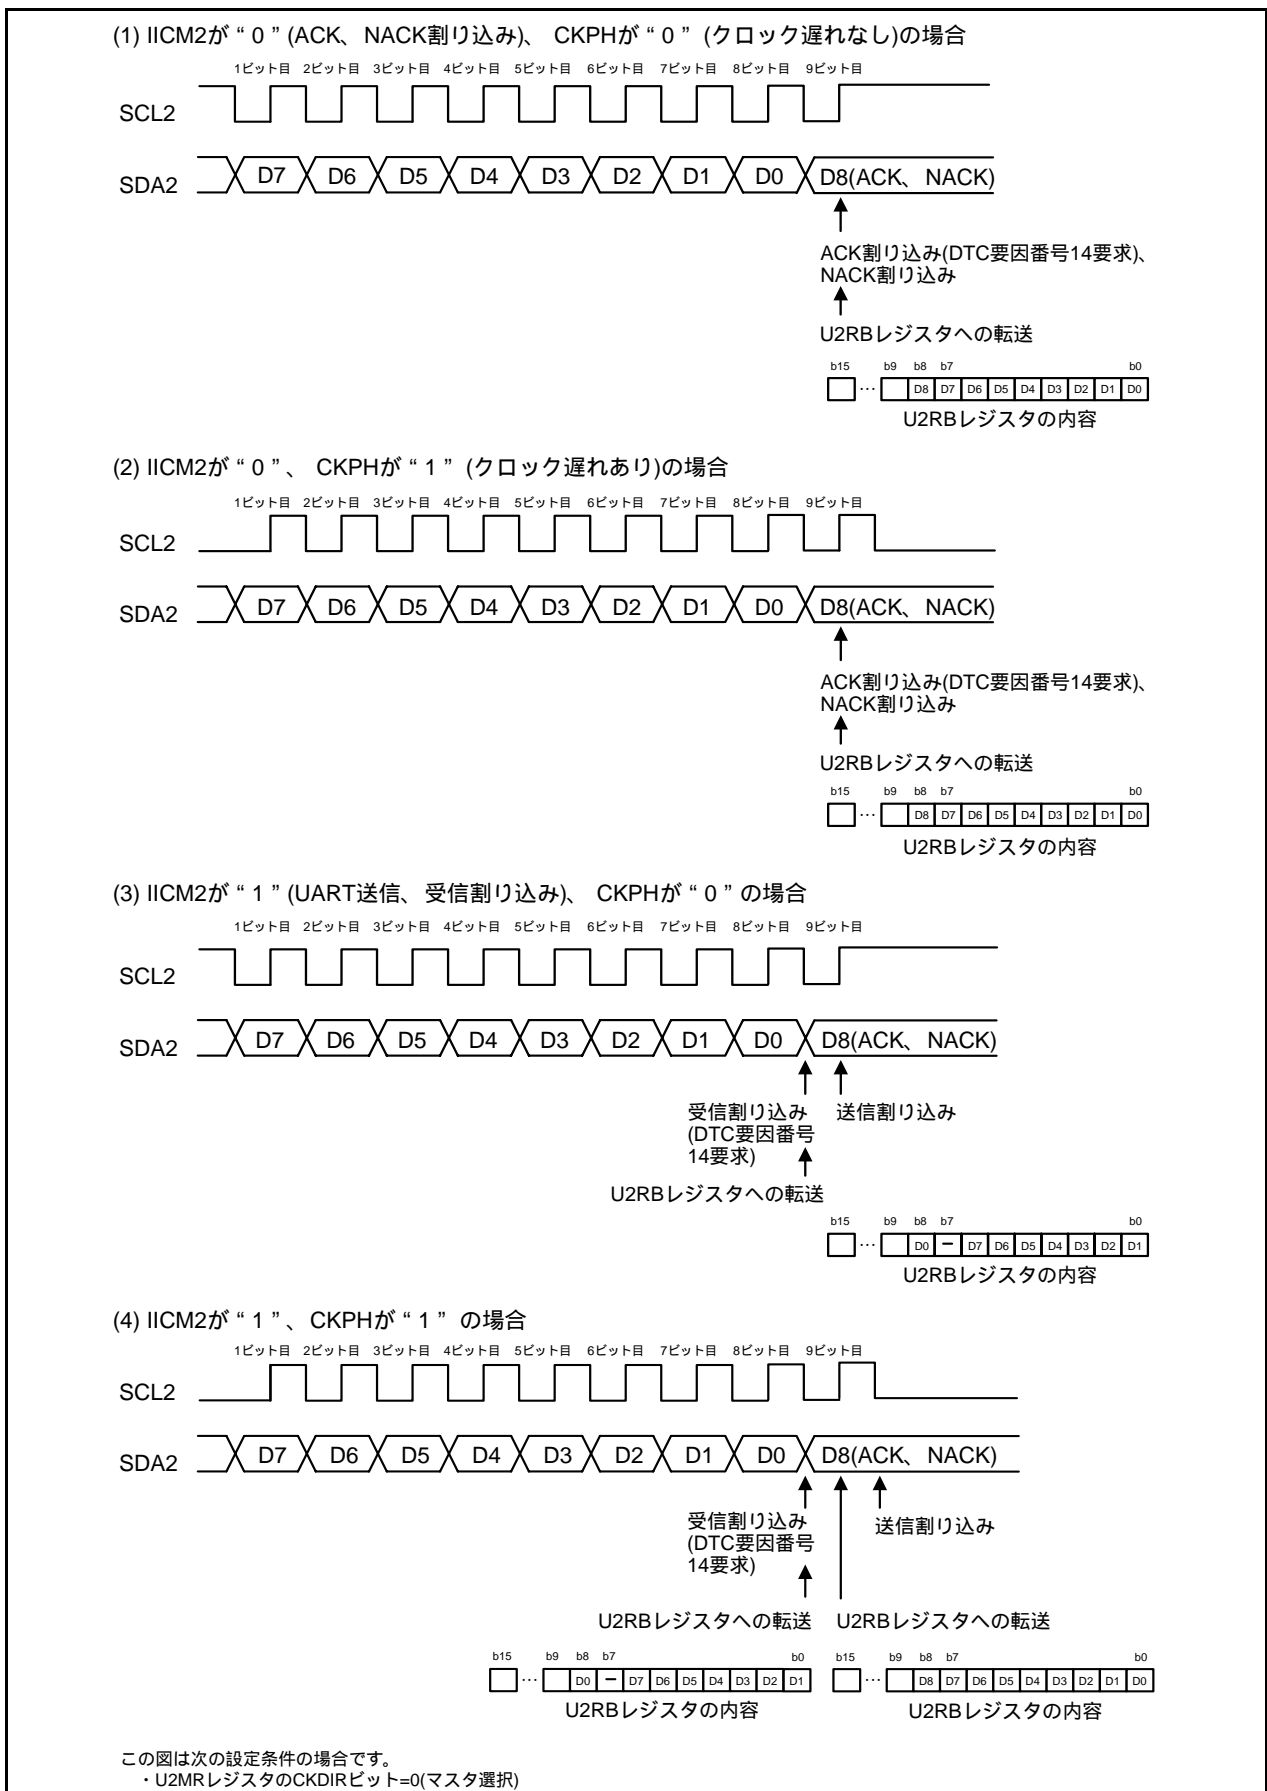 (1) IICM2が“0”(ACK、NACK割り込み)、 CKPHが“0” (クロック遅れなし)の場合
1ビット目 2ビット目 3ビット目 4ビット目 5ビット目 6ビット目 7ビット目 8ビット目 9ビット目
SCL2
SDA2 D7 D6 D5 D4 D3 D2 D1 D0 D8(ACK、 NACK)
ACK割り込み(DTC要因番号14要求)、
NACK割り込み
U2RBレジスタへの転送
b15 b9 b8 b7 b0
… D8 D7 D6 D5 D4 D3 D2 D1 D0
U2RBレジスタの内容
(2) IICM2が“0”、 CKPHが“1” (クロック遅れあり)の場合
1ビット目 2ビット目 3ビット目 4ビット目 5ビット目 6ビット目 7ビット目 8ビット目 9ビット目
SCL2
SDA2 D7 D6 D5 D4 D3 D2 D1 D0 D8(ACK、 NACK)
ACK割り込み(DTC要因番号14要求)、
NACK割り込み
U2RBレジスタへの転送
b15 b9 b8 b7 b0
… D8 D7 D6 D5 D4 D3 D2 D1 D0
U2RBレジスタの内容
(3) IICM2が“1”(UART送信、受信割り込み)、 CKPHが“0”の場合
1ビット目 2ビット目 3ビット目 4ビット目 5ビット目 6ビット目 7ビット目 8ビット目 9ビット目
SCL2
SDA2 D7 D6 D5 D4 D3 D2 D1 D0 D8(ACK、 NACK)
受信割り込み 送信割り込み
(DTC要因番号
14要求)
U2RBレジスタへの転送
b15 b9 b8 b7 b0
… D0 − D7 D6 D5 D4 D3 D2 D1
U2RBレジスタの内容
(4) IICM2が“1”、CKPHが“1” の場合
1ビット目 2ビット目 3ビット目 4ビット目 5ビット目 6ビット目 7ビット目 8ビット目 9ビット目
SCL2
SDA2 D7 D6 D5 D4 D3 D2 D1 D0 D8(ACK、 NACK)
受信割り込み 送信割り込み
(DTC要因番号
14要求)
U2RBレジスタへの転送 U2RBレジスタへの転送
b15 b9 b8 b7 b0 b15 b9 b8 b7 b0
… D0 − D7 D6 D5 D4 D3 D2 D1 … D8 D7 D6 D5 D4 D3 D2 D1 D0
U2RBレジスタの内容 U2RBレジスタの内容
この図は次の設定条件の場合です。
・U2MRレジスタのCKDIRビット=0(マスタ選択)